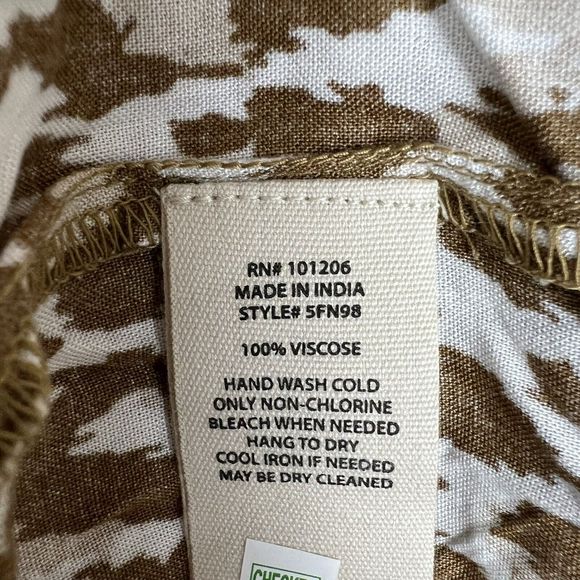 RN# 101206
MADE IN INDIA
STYLE# 5FN98
100% VISCOSE
HAND WASH COLD
ONLY NON-CHLORINE
BLEACH WHEN NEEDED
HANG TO DRY
COOL IRON IF NEEDED
MAY BE DRY CLEANED